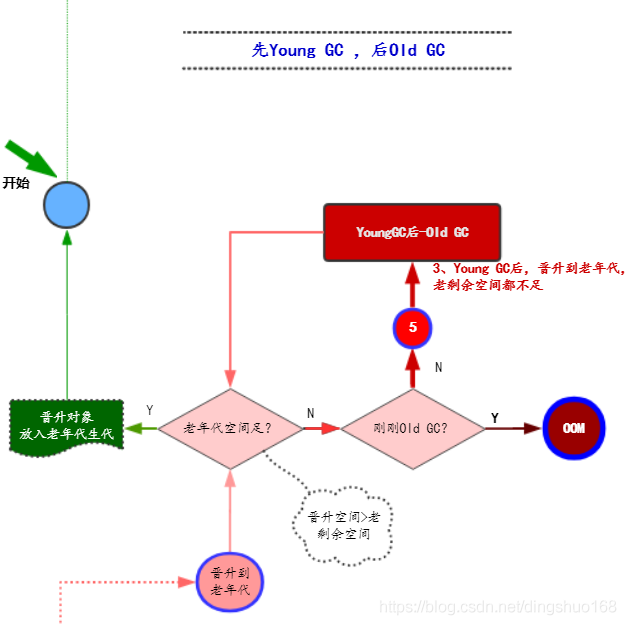 先Young GC ，后Old GC
开始
YoungGC后-Old GC
3、Young GC后，晋升到老年代，
老剩余空间都不足
5
N
晋升对象
放入老年代生代
Y
老年代空间足？
N
刚刚Old GC？
Y
OOM
晋升空间>老
剩余空间
晋升到
老年代
https://blog.csdn.net/dingshuo168